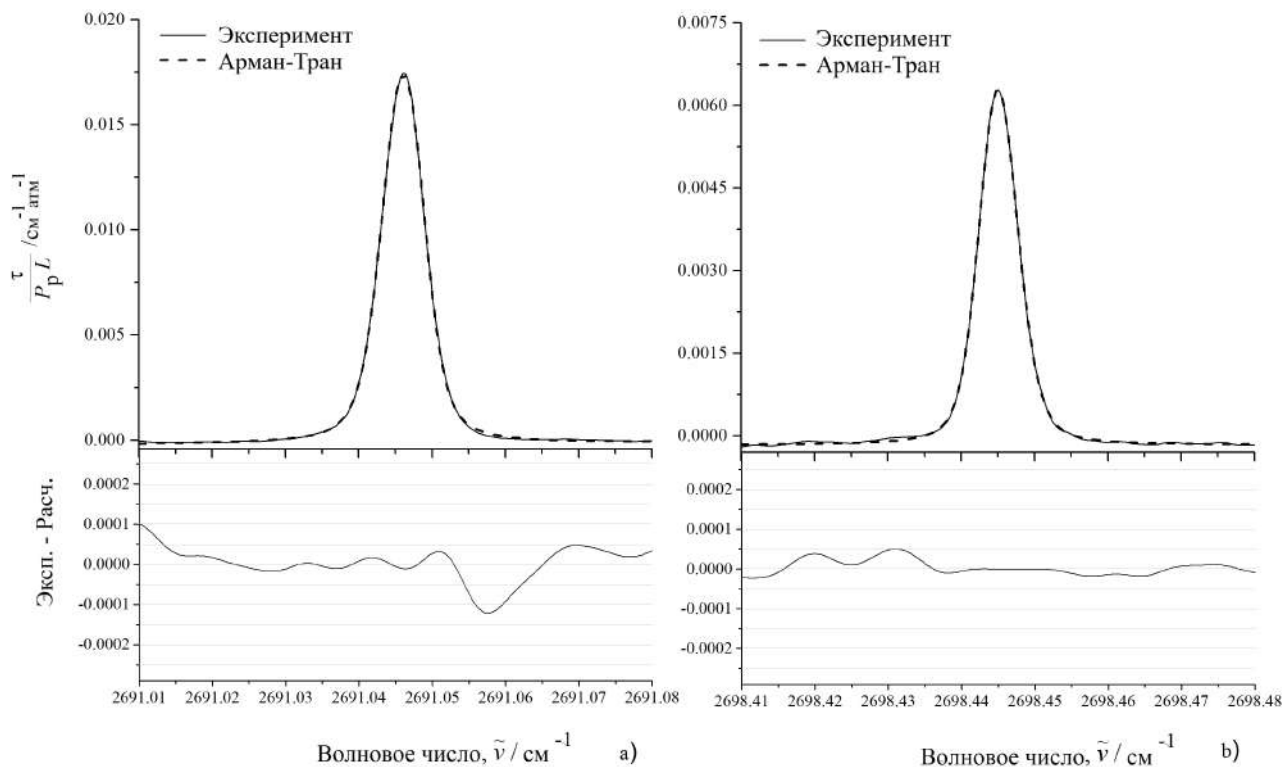 0.020
0.015
0.010
0.005
0.000
Эксперимент
Арман-Тран
τ
P_p L /см^-1 атм^-1
0.0002
0.0001
0.0000
-0.0001
-0.0002
Эксп. - Расч.
2691.01 2691.02 2691.03 2691.04 2691.05 2691.06 2691.07 2691.08
Волновое число, ṽ / см^-1 а)
0.0075
0.0060
0.0045
0.0030
0.0015
0.0000
Эксперимент
Арман-Тран
0.0002
0.0001
0.0000
-0.0001
-0.0002
2698.41 2698.42 2698.43 2698.44 2698.45 2698.46 2698.47 2698.48
Волновое число, ṽ / см^-1 b)